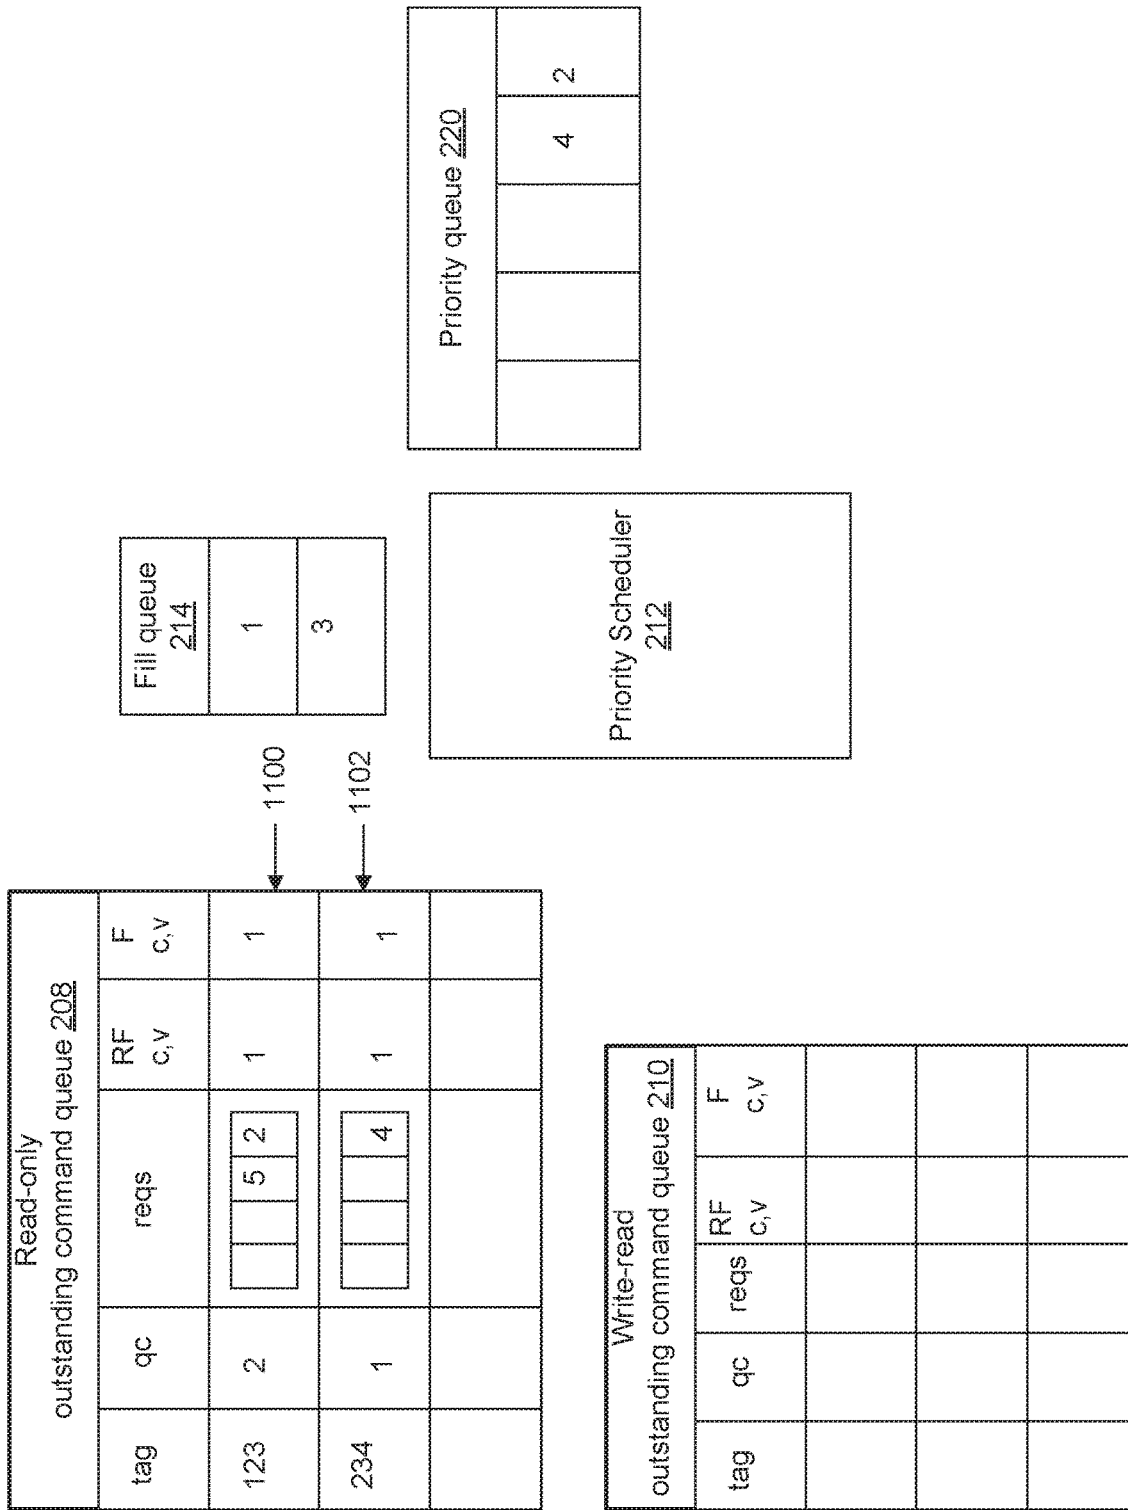 Read-only
outstanding command queue 208
tag qc reqs RF c,v F c,v
123 2 5 2 1 1
234 1 4 1 1
1100
1102
Fill queue
214
1
3
Priority Scheduler
212
Priority queue 220
4 2
Write-read
outstanding command queue 210
tag qc reqs RF c,v F c,v